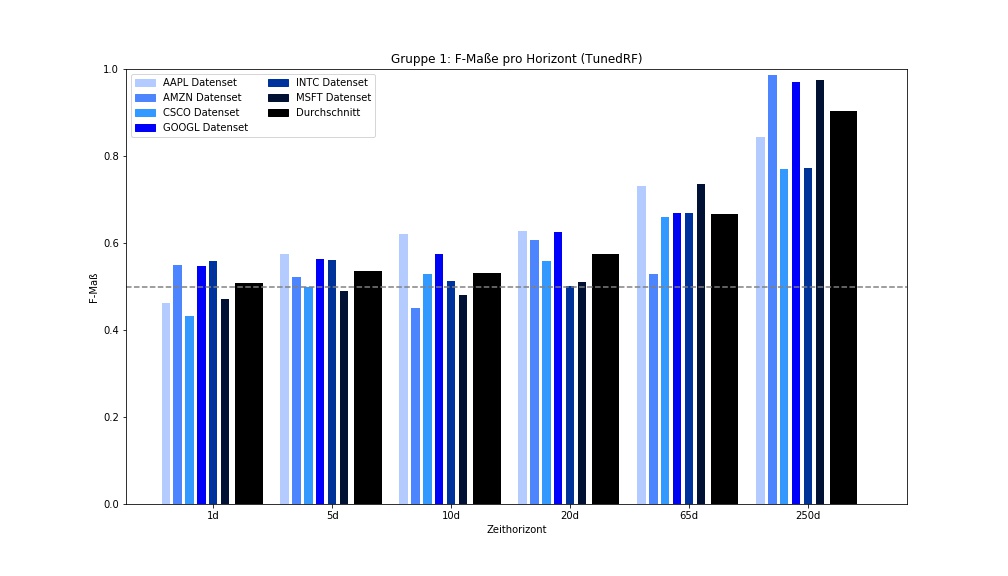 Gruppe 1: F-Maße pro Horizont (TunedRF)
AAPL Datenset
AMZN Datenset
CSCO Datenset
GOOGL Datenset
INTC Datenset
MSFT Datenset
Durchschnitt
1.0
0.8
0.6
0.4
0.2
0.0
F-Maß
1d 5d 10d 20d 65d 250d
Zeithorizont